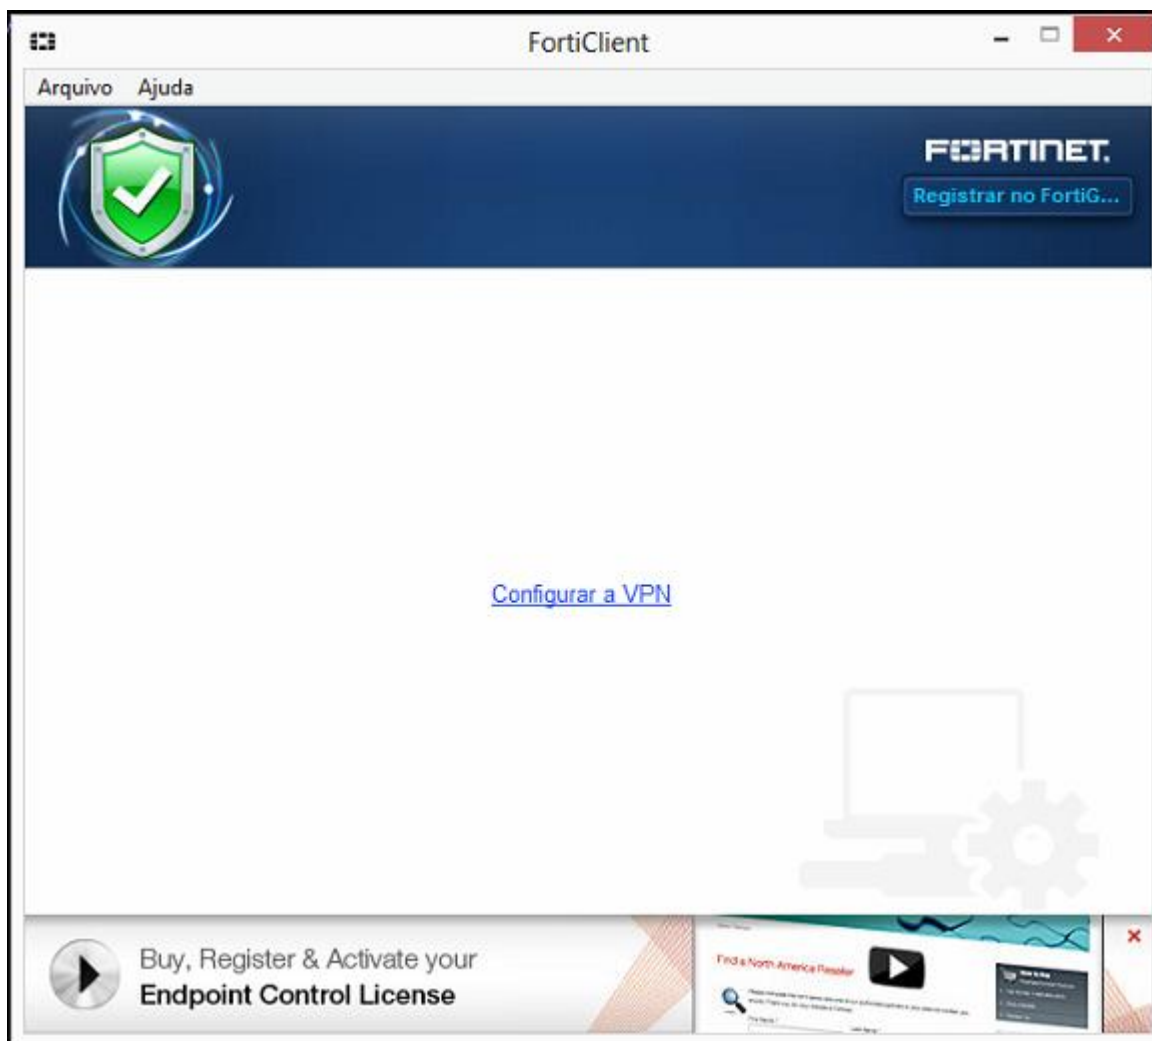 FortiClient
Arquivo Ajuda
FORTINET.
Registrar no FortiG...
Configurar a VPN
Buy, Register & Activate your
Endpoint Control License
Find a North America Reseller